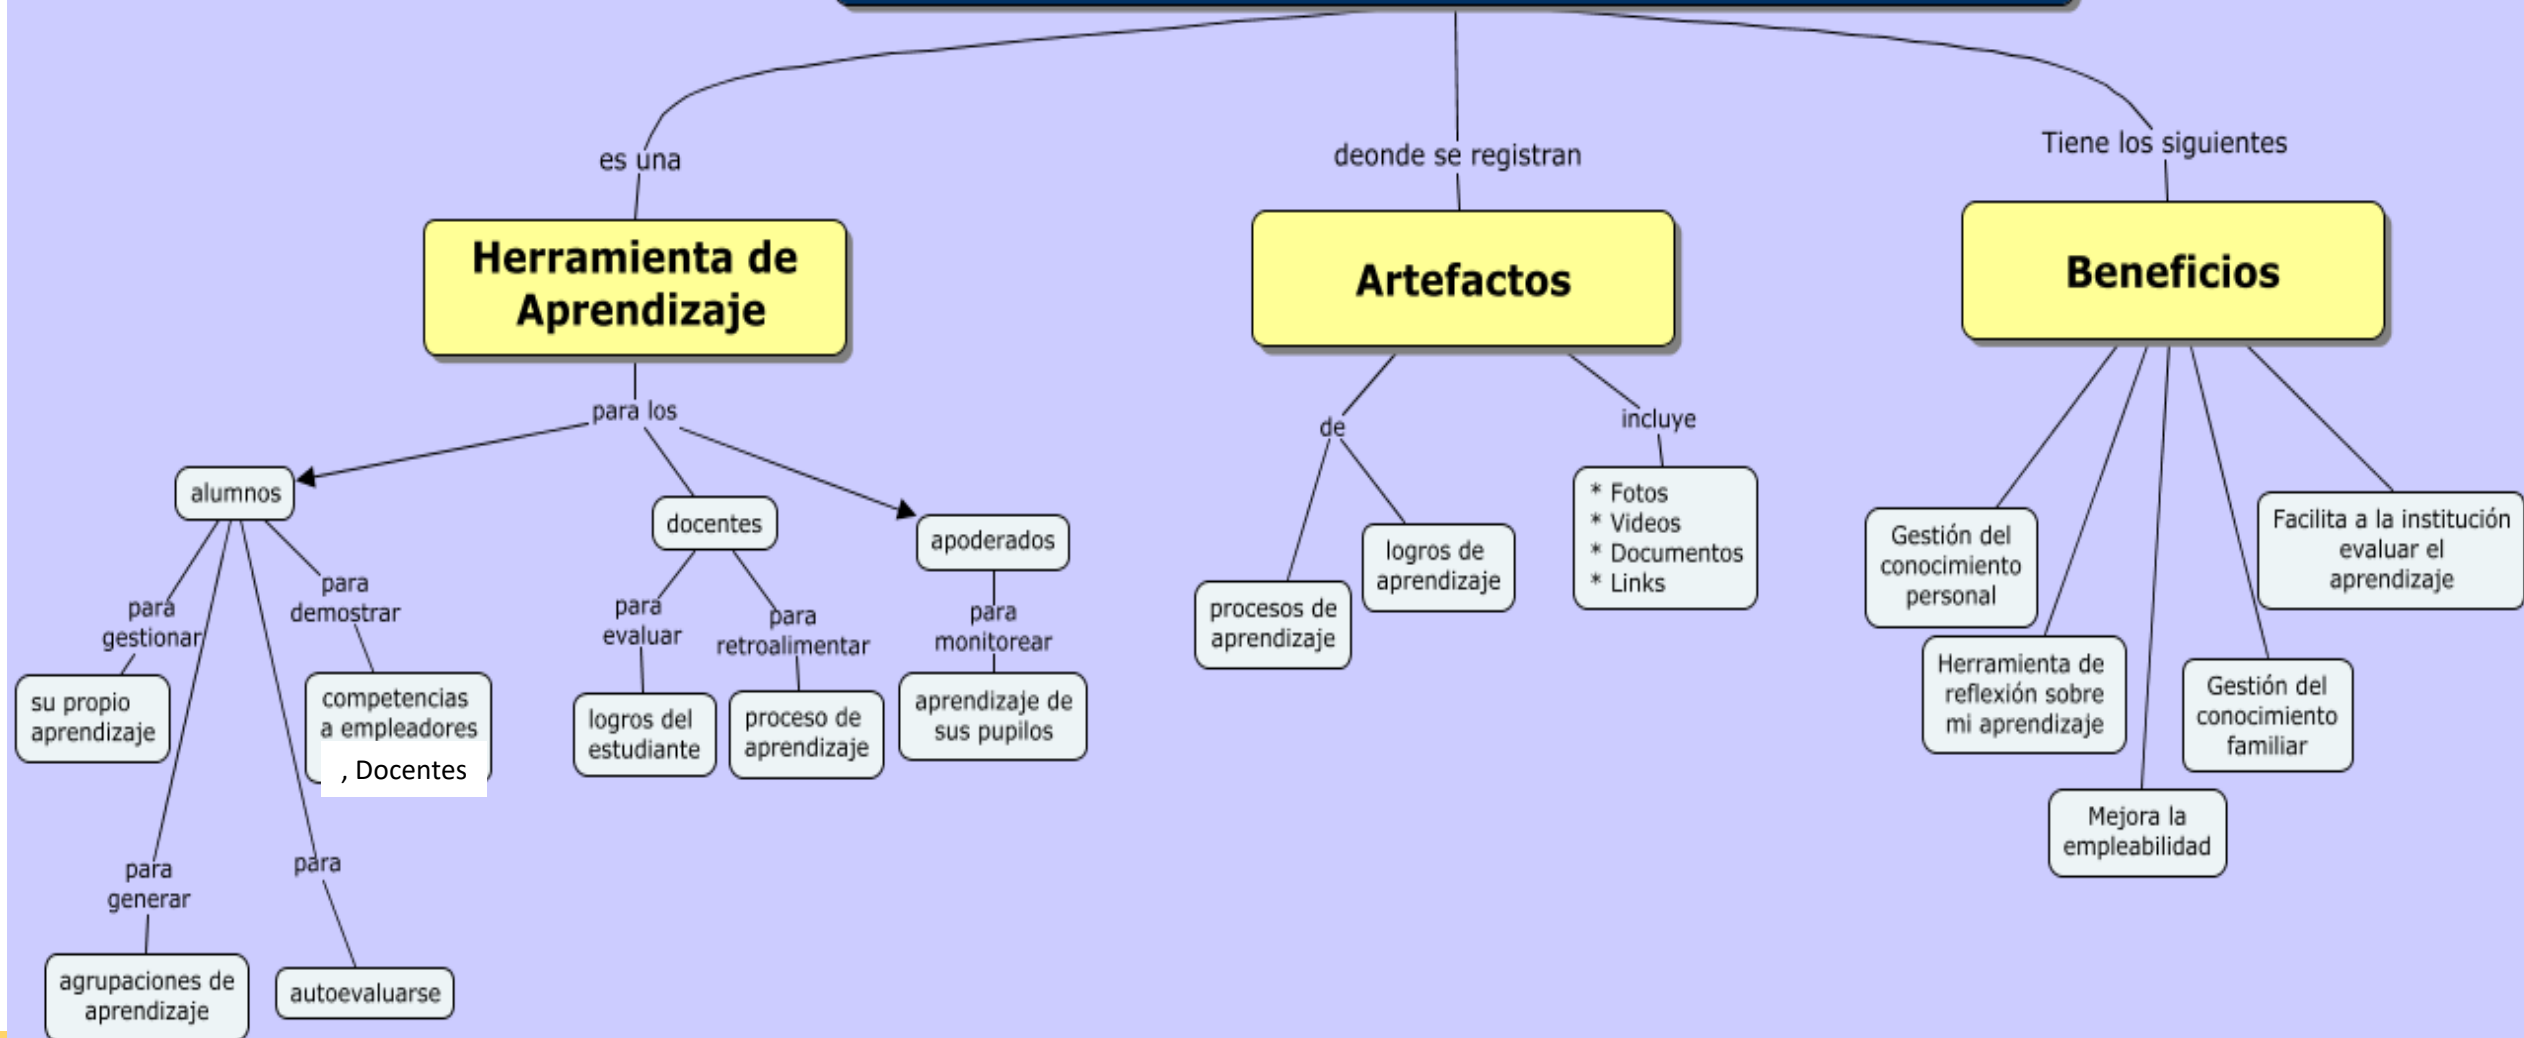 es una
deonde se registran
Tiene los siguientes
Herramienta de
Aprendizaje
Artefactos
Beneficios
para los
de
incluye
alumnos
docentes
apoderados
* Fotos
* Videos
* Documentos
* Links
logros de
aprendizaje
procesos de
aprendizaje
Gestión del
conocimiento
personal
Facilita a la institución
evaluar el
aprendizaje
para
gestionar
para
demostrar
para
evaluar
para
retroalimentar
para
monitorear
su propio
aprendizaje
competencias
a empleadores
, Docentes
logros del
estudiante
proceso de
aprendizaje
aprendizaje de
sus pupilos
Herramienta de
reflexión sobre
mi aprendizaje
Gestión del
conocimiento
familiar
Mejora la
empleabilidad
para
generar
para
agrupaciones de
aprendizaje
autoevaluarse